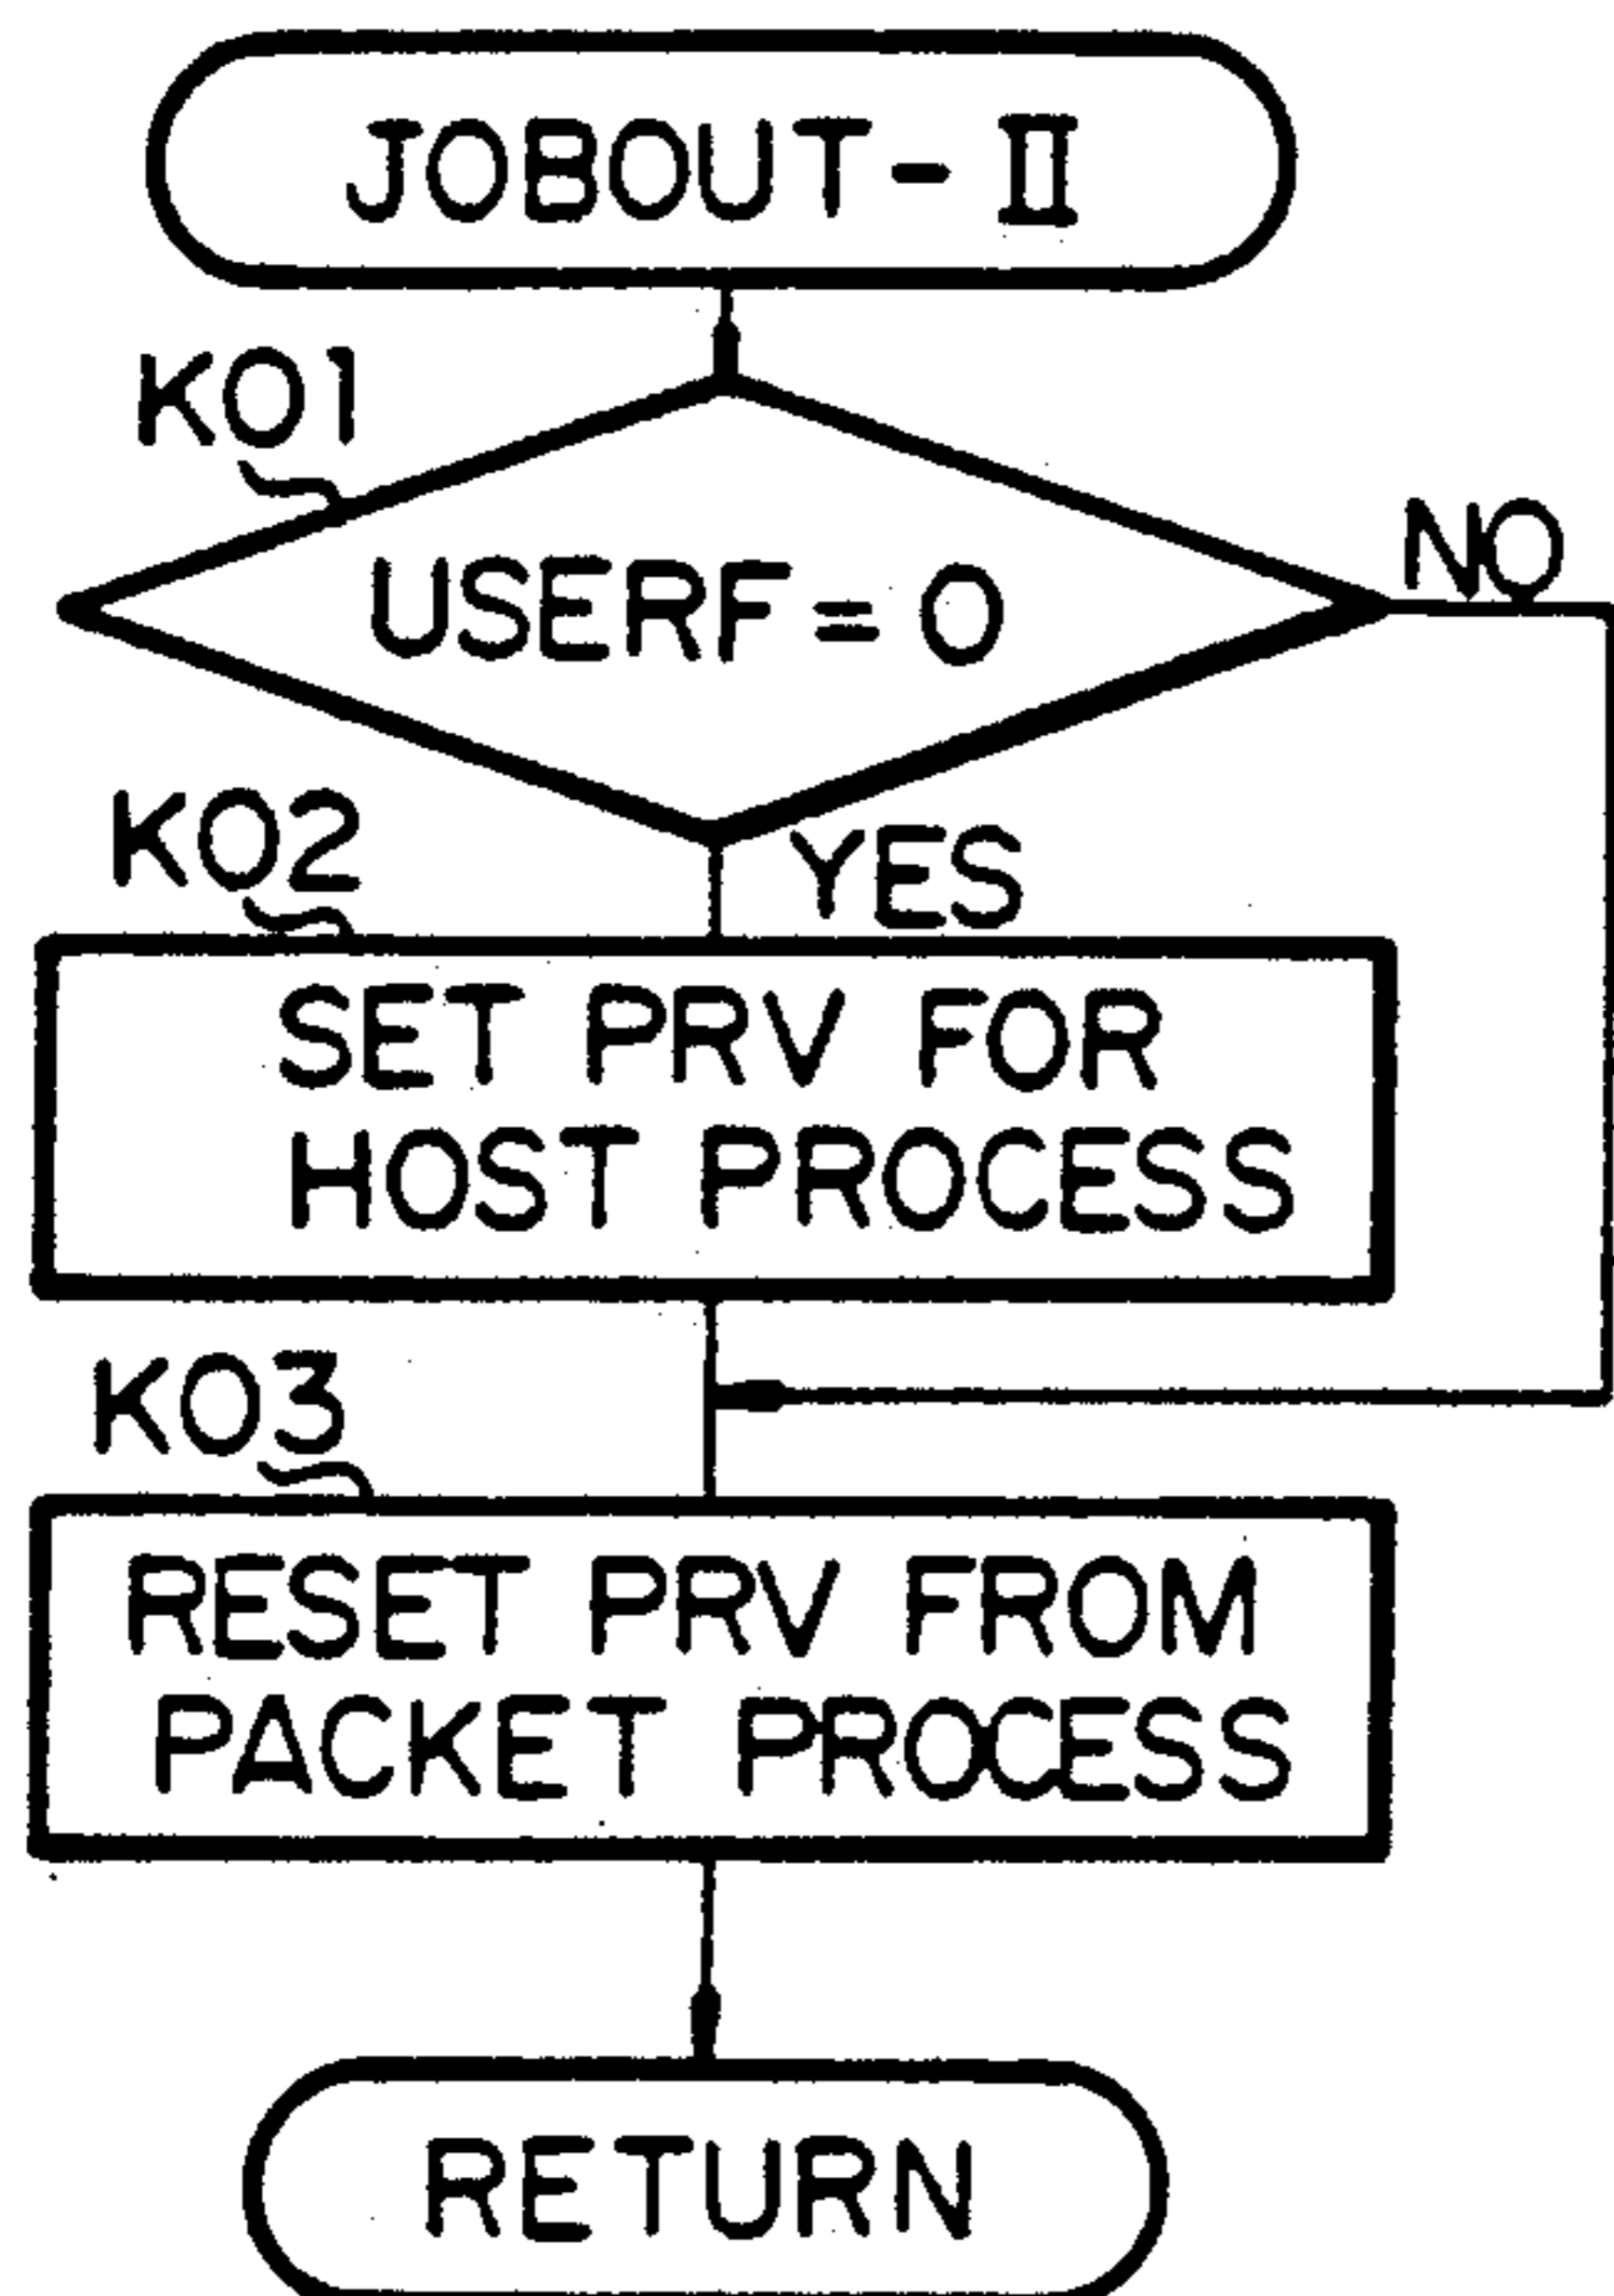 JOBOUT-II
K01
USERF=0
NO
K02
YES
SET PRV FOR
HOST PROCESS
K03
RESET PRV FROM
PACKET PROCESS
RETURN